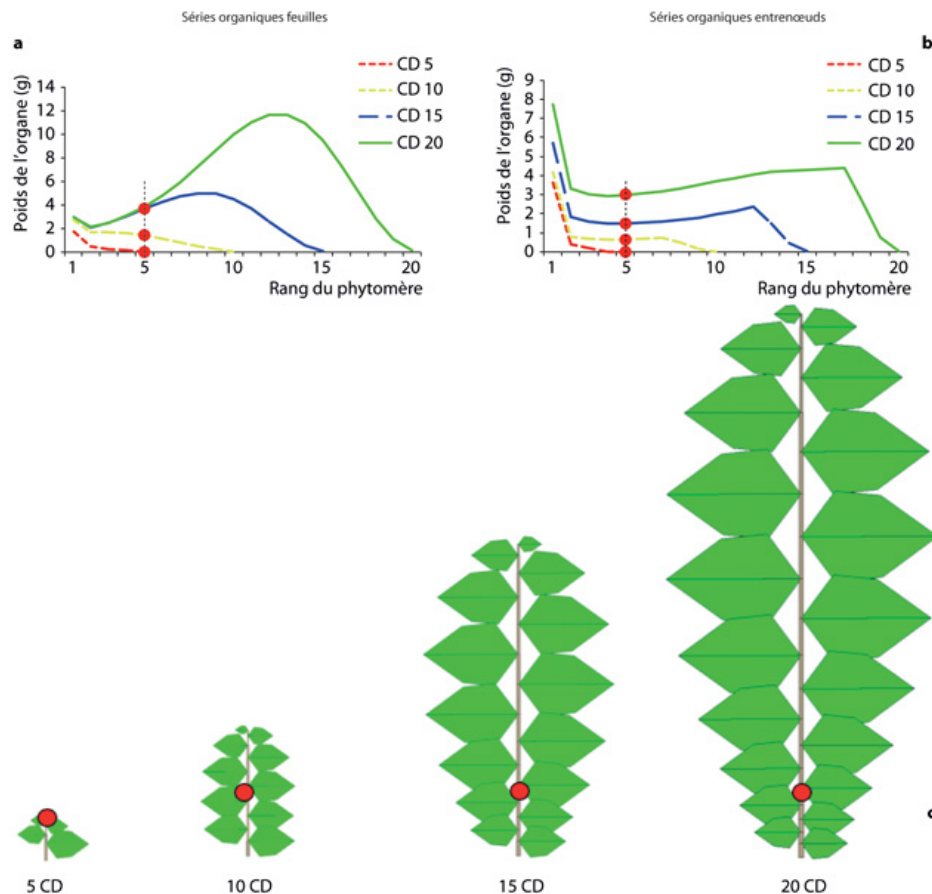 Séries organiques feuilles
Séries organiques entrenœuds
a
b
CD 5
CD 10
CD 15
CD 20
Poids de l'organe (g)
14
12
10
8
6
4
2
0
1
5
10
15
20
Rang du phytomère
CD 5
CD 10
CD 15
CD 20
Poids de l'organe (g)
9
8
7
6
5
4
3
2
1
0
1
5
10
15
20
Rang du phytomère
c
5 CD
10 CD
15 CD
20 CD